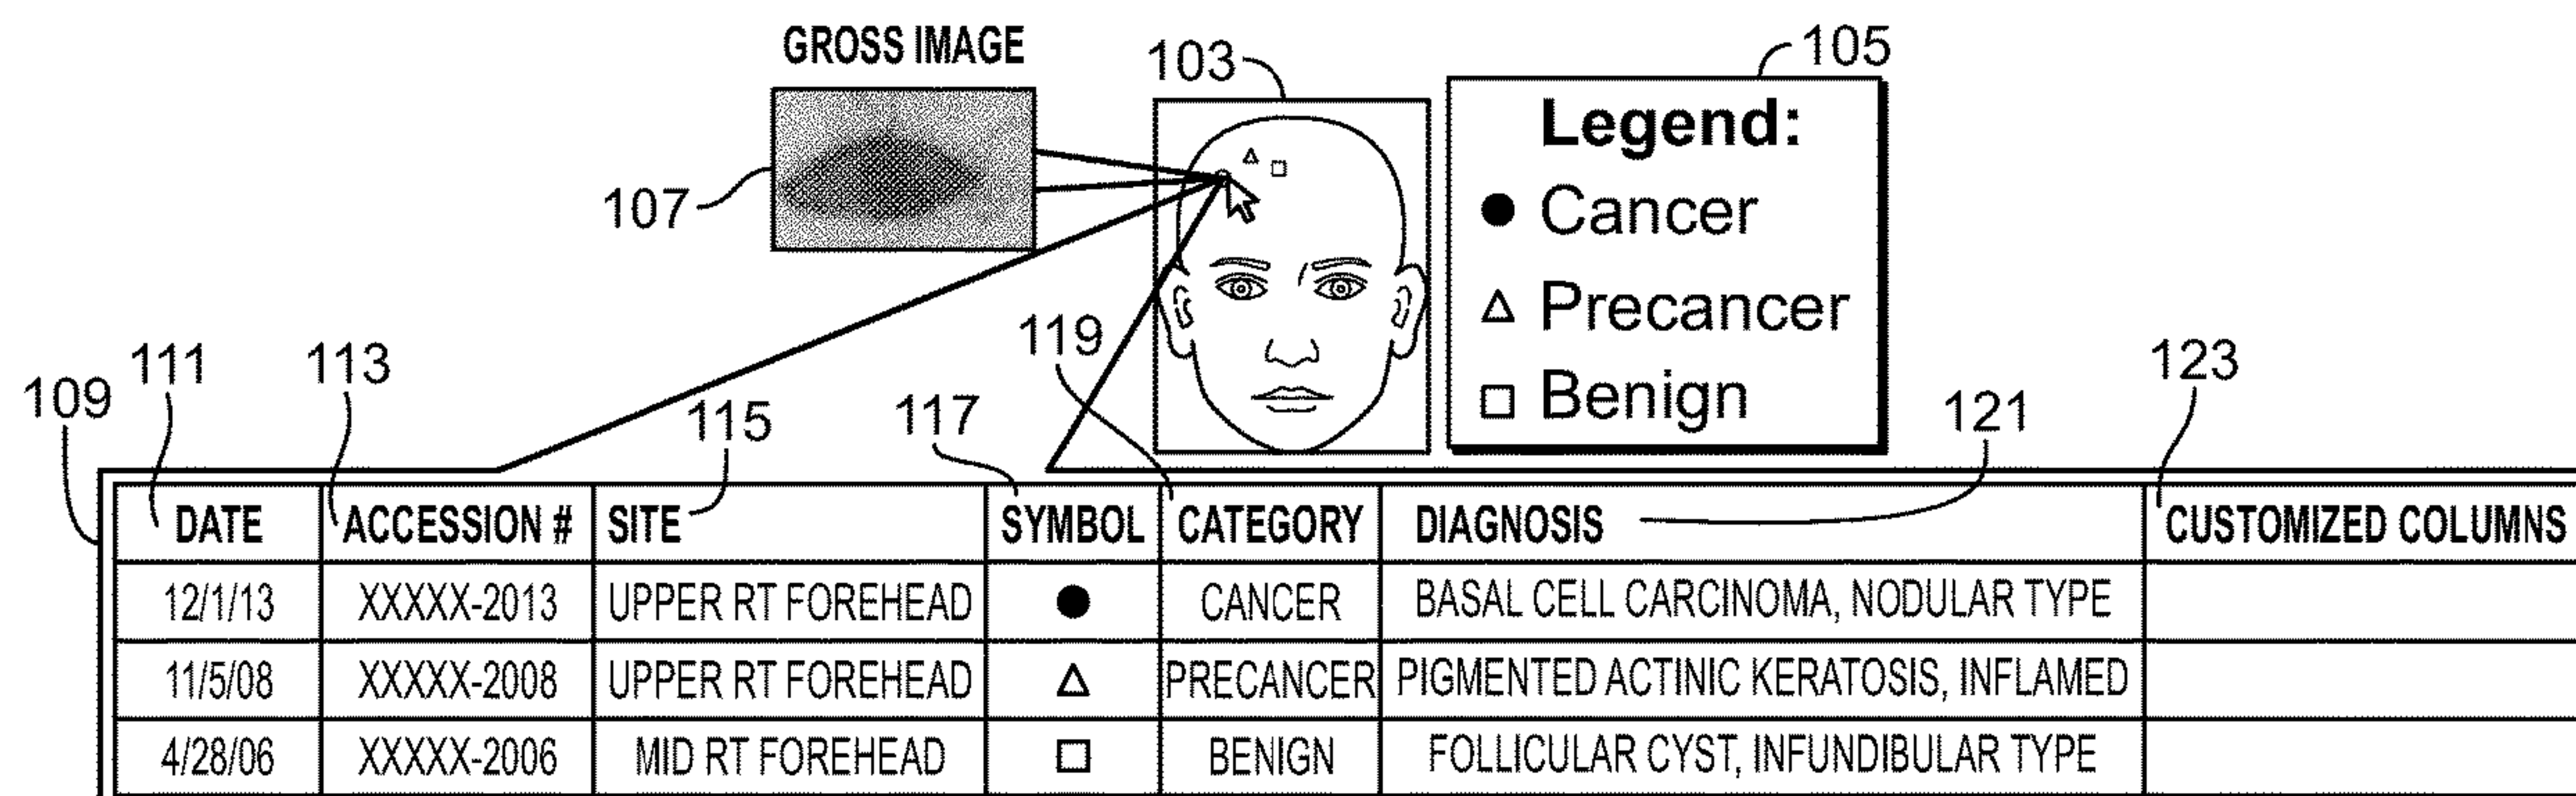 GROSS IMAGE
103
105
Legend:
● Cancer
△ Precancer
□ Benign
107
109
111
113
115
117
119
121
123
DATE ACCESSION # SITE SYMBOL CATEGORY DIAGNOSIS CUSTOMIZED COLUMNS
12/1/13 XXXXX-2013 UPPER RT FOREHEAD ● CANCER BASAL CELL CARCINOMA, NODULAR TYPE
11/5/08 XXXXX-2008 UPPER RT FOREHEAD △ PRECANCER PIGMENTED ACTINIC KERATOSIS, INFLAMED
4/28/06 XXXXX-2006 MID RT FOREHEAD □ BENIGN FOLLICULAR CYST, INFUNDIBULAR TYPE